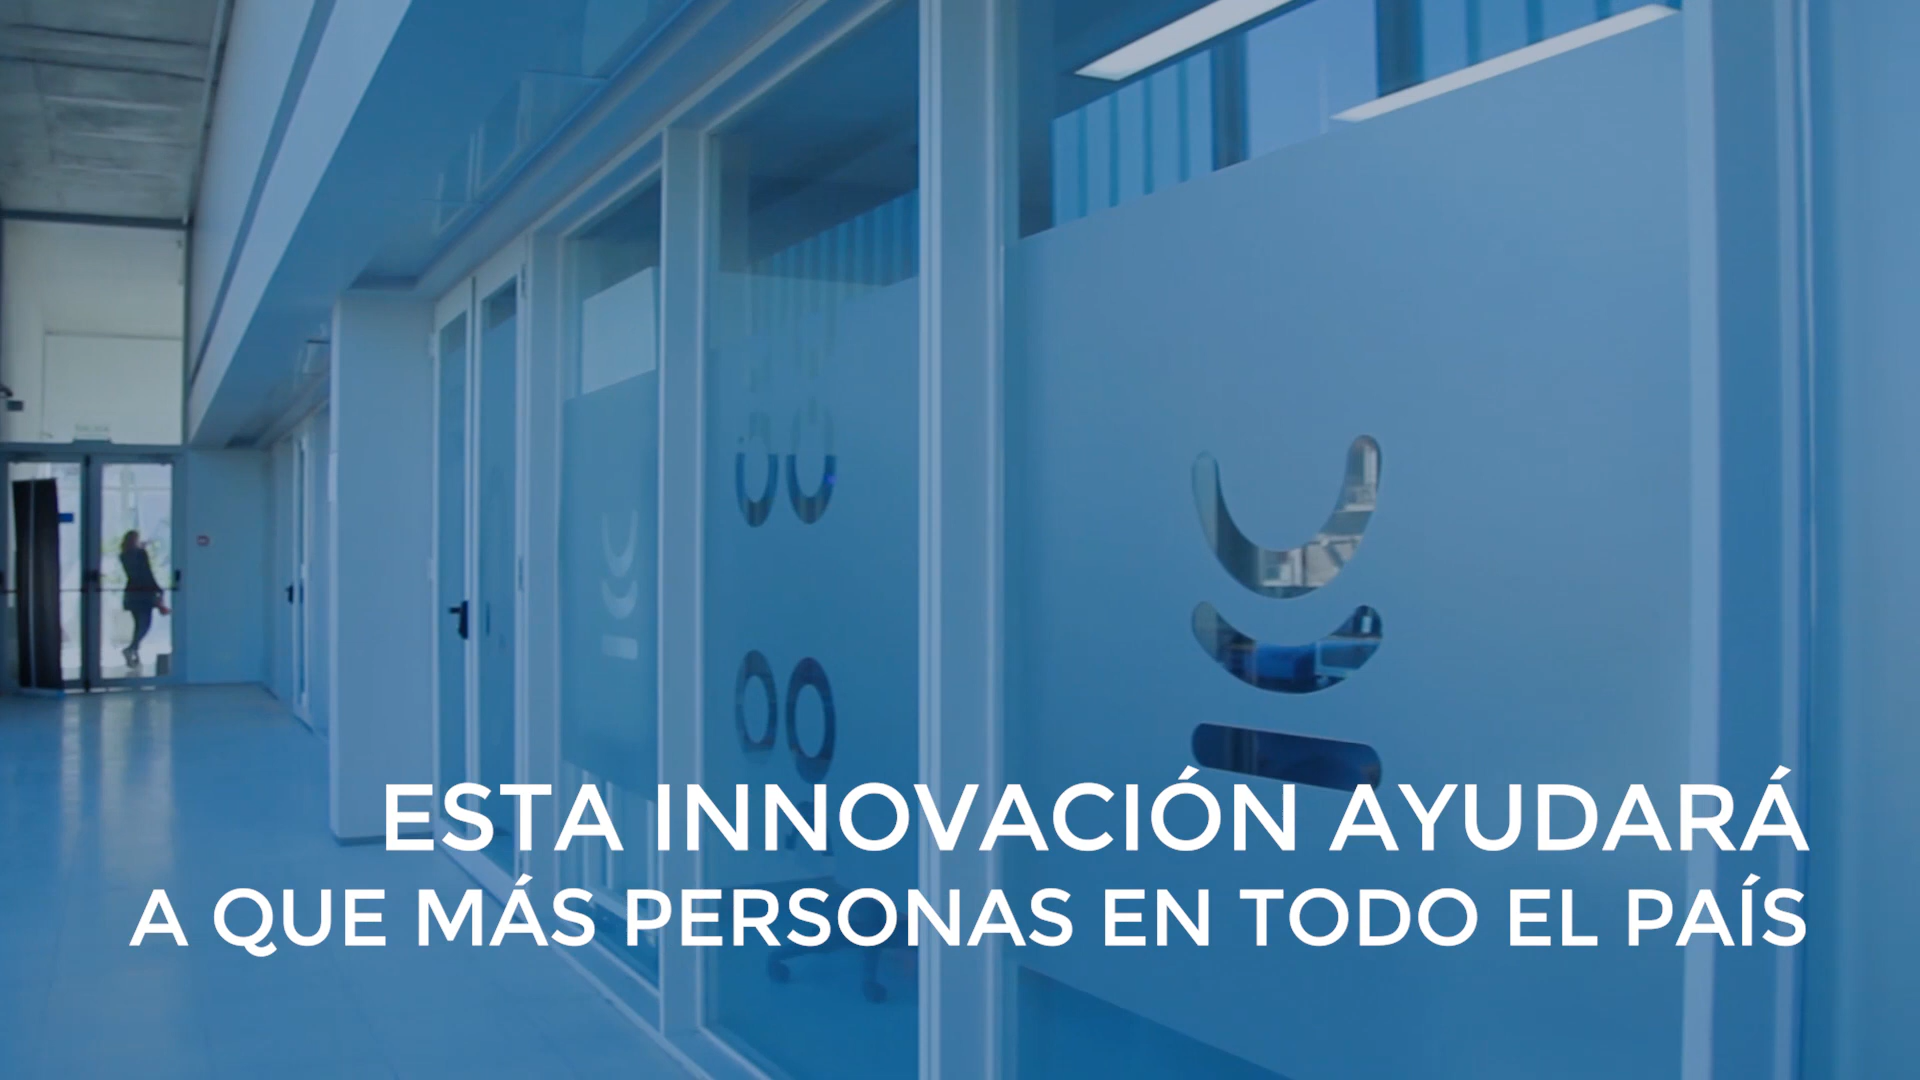 ESTA INNOVACIÓN AYUDARÁ
A QUE MÁS PERSONAS EN TODO EL PAÍS